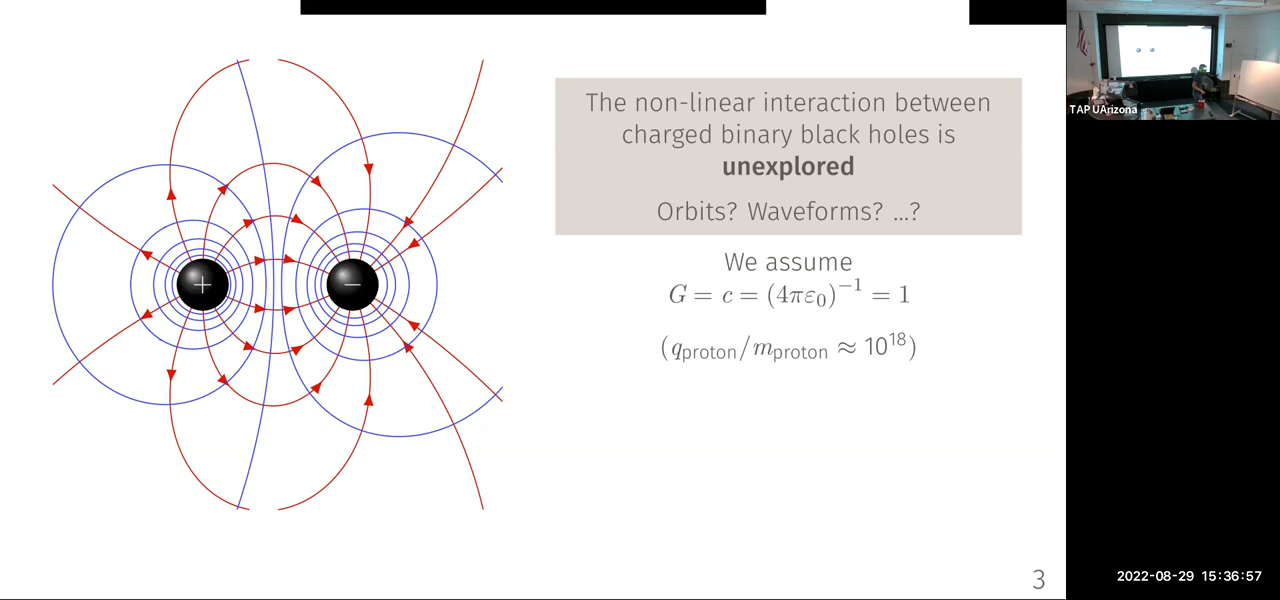 The non-linear interaction between
charged binary black holes is
unexplored
Orbits? Waveforms? ...?
We assume
G = c = (4πε₀)⁻¹ = 1
(q_proton/m_proton ≈ 10¹⁸)
+
−
3
TAP UArizona
2022-08-29 15:36:57